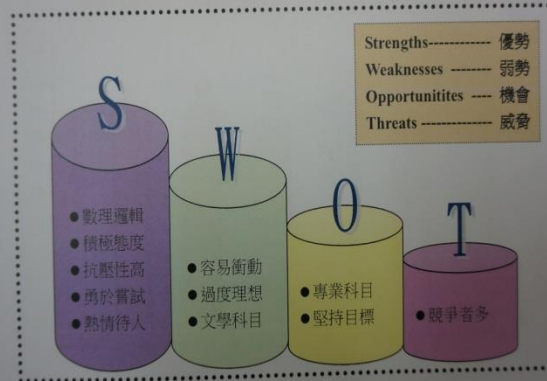 Strengths------------ 優勢
Weaknesses ------- 弱勢
Opportunitites ---- 機會
Threats -------------- 威脅
S
●數理邏輯
●積極態度
●抗壓性高
●勇於嘗試
●熱情待人
W
●容易衝動
●過度理想
●文學科目
O
●專業科目
●堅持目標
T
●競爭者多